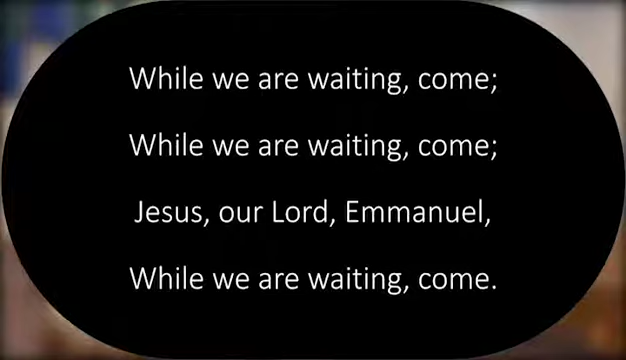 While we are waiting, come;
While we are waiting, come;
Jesus, our Lord, Emmanuel,
While we are waiting, come.